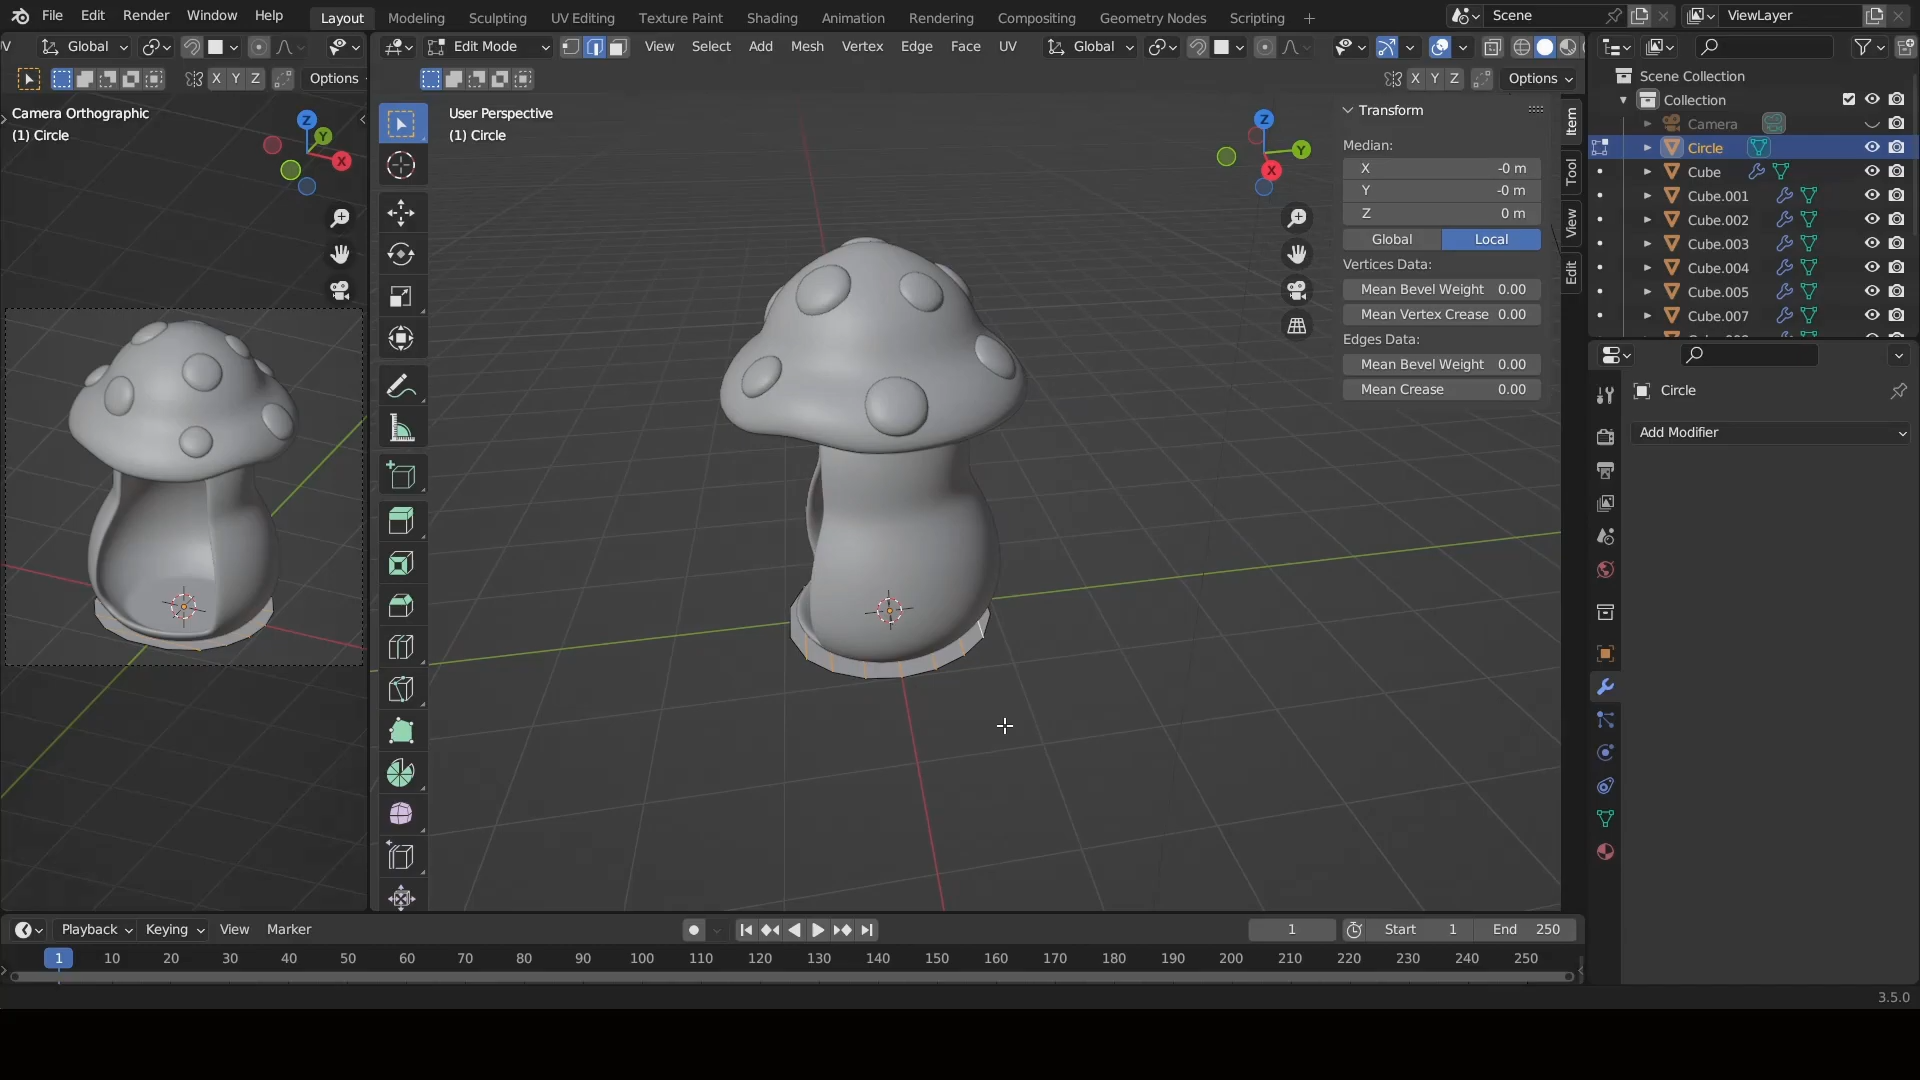 File Edit Render Window Help Layout Modeling Sculpting UV Editing Texture Paint Shading Animation Rendering Compositing Geometry Nodes Scripting + Scene ViewLayer
Global Edit Mode View Select Add Mesh Vertex Edge Face UV Global
X Y Z Options X Y Z Options
Camera Orthographic
(1) Circle
User Perspective
(1) Circle
Z Y X
Z Y X
Transform
Median:
X -0 m
Y -0 m
Z 0 m
Global Local
Vertices Data:
Mean Bevel Weight 0.00
Mean Vertex Crease 0.00
Edges Data:
Mean Bevel Weight 0.00
Mean Crease 0.00
Item
Tool
View
Edit
Scene Collection
Collection
Camera
Circle
Cube
Cube.001
Cube.002
Cube.003
Cube.004
Cube.005
Cube.007
Circle
Add Modifier
Playback Keying View Marker 1 Start 1 End 250
1 10 20 30 40 50 60 70 80 90 100 110 120 130 140 150 160 170 180 190 200 210 220 230 240 250
3.5.0